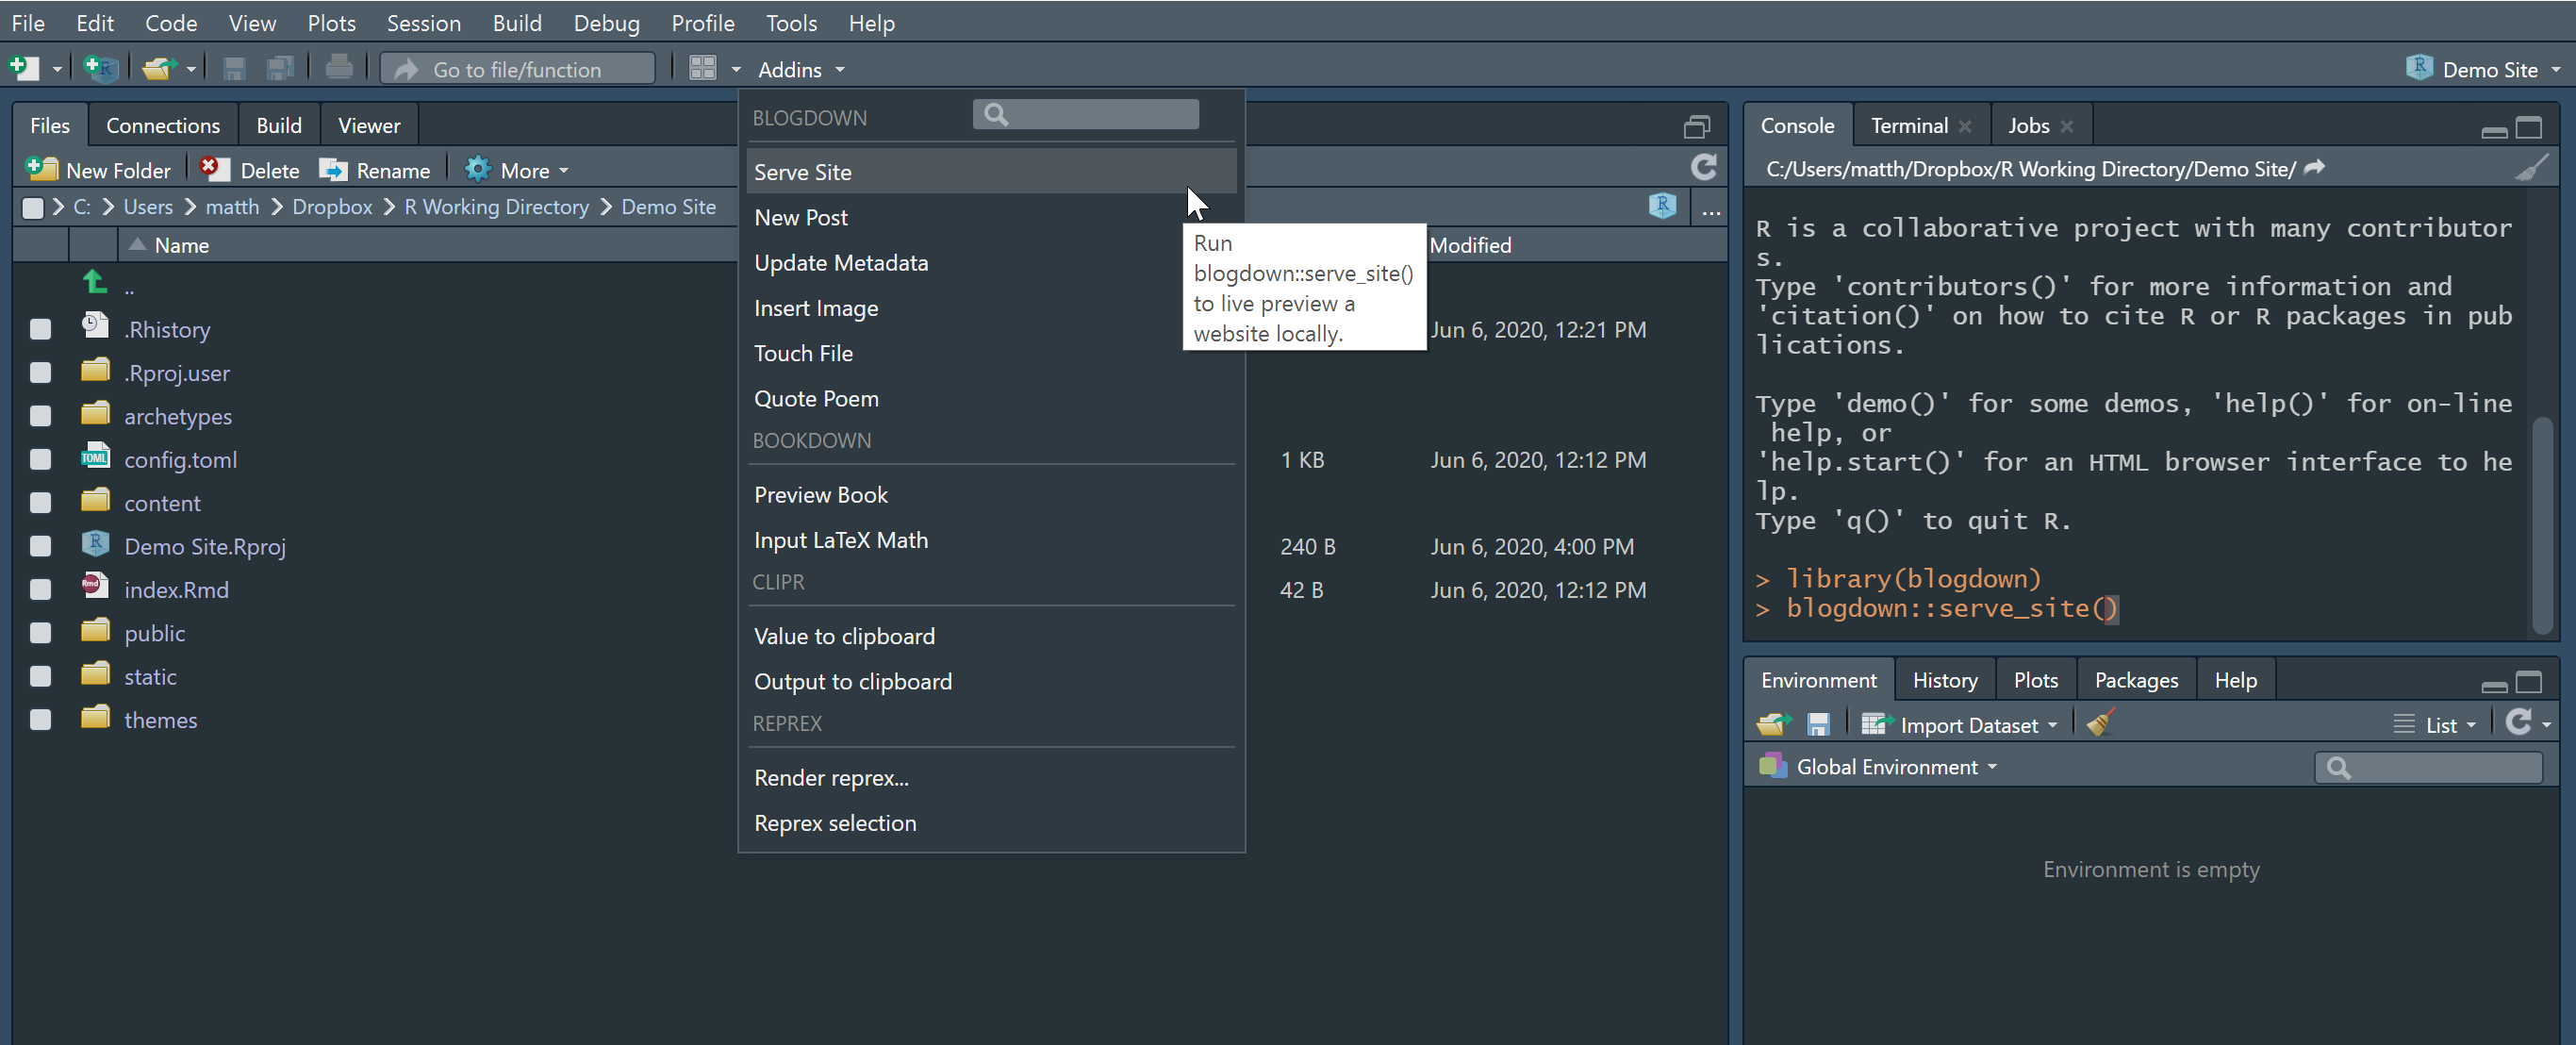 File Edit Code View Plots Session Build Debug Profile Tools Help
Go to file/function Addins Demo Site
Files Connections Build Viewer
New Folder Delete Rename More
C: Users matth Dropbox R Working Directory Demo Site ...
Name Modified
..
.Rhistory Jun 6, 2020, 12:21 PM
.Rproj.user
archetypes
TOML config.toml 1 KB Jun 6, 2020, 12:12 PM
content
Demo Site.Rproj 240 B Jun 6, 2020, 4:00 PM
Rmd index.Rmd 42 B Jun 6, 2020, 12:12 PM
public
static
themes
BLOGDOWN
Serve Site
New Post
Update Metadata
Insert Image
Touch File
Quote Poem
BOOKDOWN
Preview Book
Input LaTeX Math
CLIPR
Value to clipboard
Output to clipboard
REPREX
Render reprex...
Reprex selection
Run
blogdown::serve_site()
to live preview a
website locally.
Console Terminal Jobs
C:/Users/matth/Dropbox/R Working Directory/Demo Site/
R is a collaborative project with many contributor
s.
Type 'contributors()' for more information and
'citation()' on how to cite R or R packages in pub
lications.
Type 'demo()' for some demos, 'help()' for on-line
help, or
'help.start()' for an HTML browser interface to he
lp.
Type 'q()' to quit R.
> library(blogdown)
> blogdown::serve_site()
Environment History Plots Packages Help
Import Dataset List
Global Environment
Environment is empty